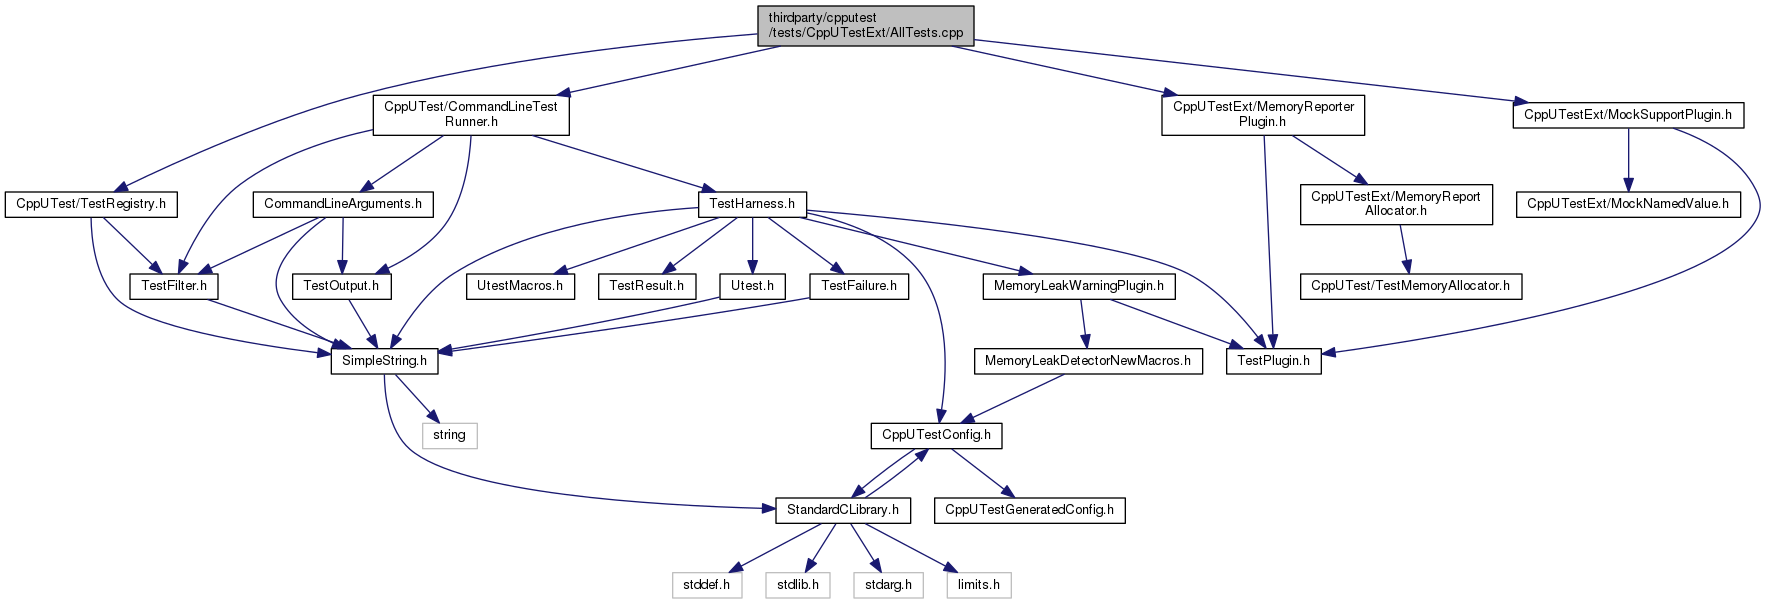 thirdparty/cpputest
/tests/CppUTestExt/AllTests.cpp
CppUTest/CommandLineTest
Runner.h
CppUTestExt/MemoryReporter
Plugin.h
CppUTestExt/MockSupportPlugin.h
CppUTest/TestRegistry.h
CommandLineArguments.h
TestHarness.h
CppUTestExt/MemoryReport
Allocator.h
CppUTestExt/MockNamedValue.h
TestFilter.h
TestOutput.h
UtestMacros.h
TestResult.h
Utest.h
TestFailure.h
MemoryLeakWarningPlugin.h
CppUTest/TestMemoryAllocator.h
SimpleString.h
MemoryLeakDetectorNewMacros.h
TestPlugin.h
string
CppUTestConfig.h
StandardCLibrary.h
CppUTestGeneratedConfig.h
stddef.h
stdlib.h
stdarg.h
limits.h